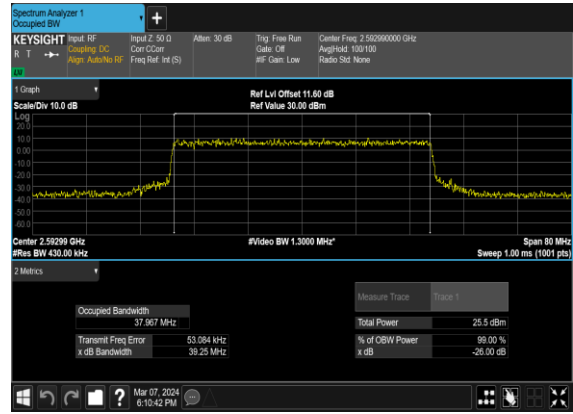 Spectrum Analyzer 1
Occupied BW
KEYSIGHT Input: RF Input Z: 50 Ω Atten: 30 dB Trig: Free Run Center Freq: 2.592990000 GHz
R T Coupling: DC Corr CCorr Gate: Off Avg|Hold: 100/100
Align: Auto/No RF Freq Ref: Int (S) #IF Gain: Low Radio Std: None
LW
1 Graph Ref Lvl Offset 11.60 dB
Scale/Div 10.0 dB Ref Value 30.00 dBm
Log
20.0
10.0
0.00
-10.0
-20.0
-30.0
-40.0
-50.0
-60.0
Center 2.59299 GHz #Video BW 1.3000 MHz* Span 80 MHz
#Res BW 430.00 kHz Sweep 1.00 ms (1001 pts)
2 Metrics
Measure Trace Trace 1
Occupied Bandwidth
37.967 MHz Total Power 25.5 dBm
Transmit Freq Error 53.084 kHz % of OBW Power 99.00 %
x dB Bandwidth 39.25 MHz x dB -26.00 dB
? Mar 07, 2024
6:10:42 PM